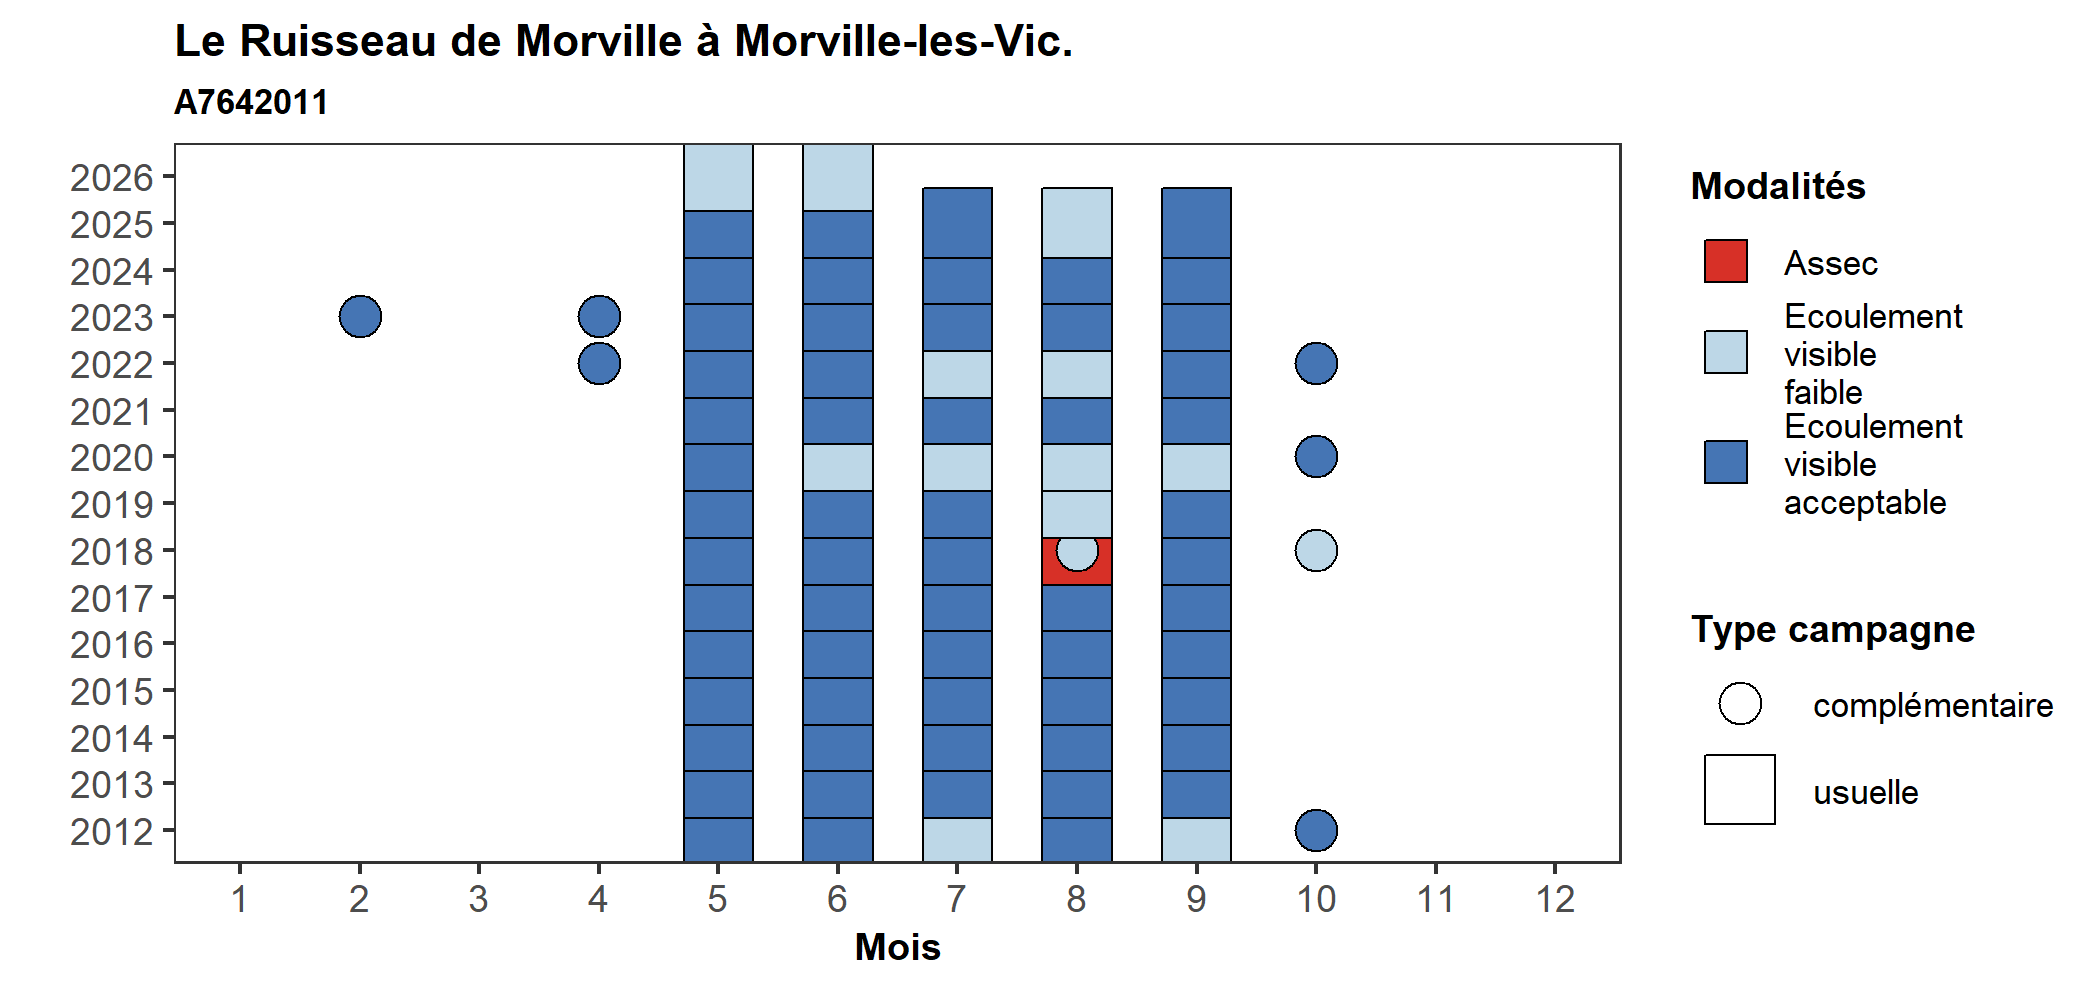 Le Ruisseau de Morville à Morville-les-Vic.
A7642011
2026
2025
2024
2023
2022
2021
2020
2019
2018
2017
2016
2015
2014
2013
2012
1 2 3 4 5 6 7 8 9 10 11 12
Mois
Modalités
Assec
Ecoulement
visible
faible
Ecoulement
visible
acceptable
Type campagne
complémentaire
usuelle